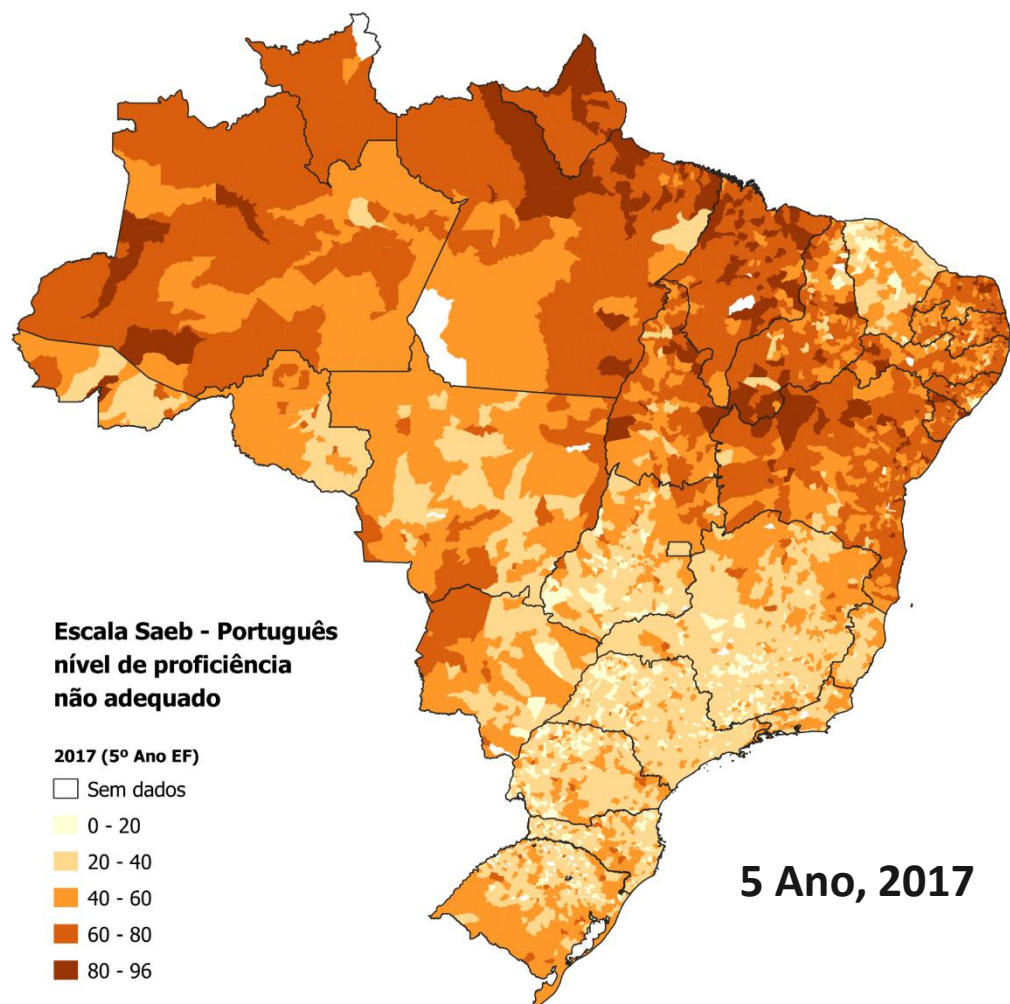 Escala Saeb - Português
nível de proficiência
não adequado
2017 (5º Ano EF)
Sem dados
0 - 20
20 - 40
40 - 60
60 - 80
80 - 96
5 Ano, 2017